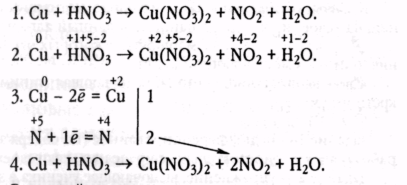 1. Cu + HNO₃ → Cu(NO₃)₂ + NO₂ + H₂O.
0 +1+5-2 +2 +5-2 +4-2 +1-2
2. Cu + HNO₃ → Cu(NO₃)₂ + NO₂ + H₂O.
0 +2
3. Cu − 2ē = Cu | 1
+5 +4
N + 1ē = N | 2
4. Cu + HNO₃ → Cu(NO₃)₂ + 2NO₂ + H₂O.